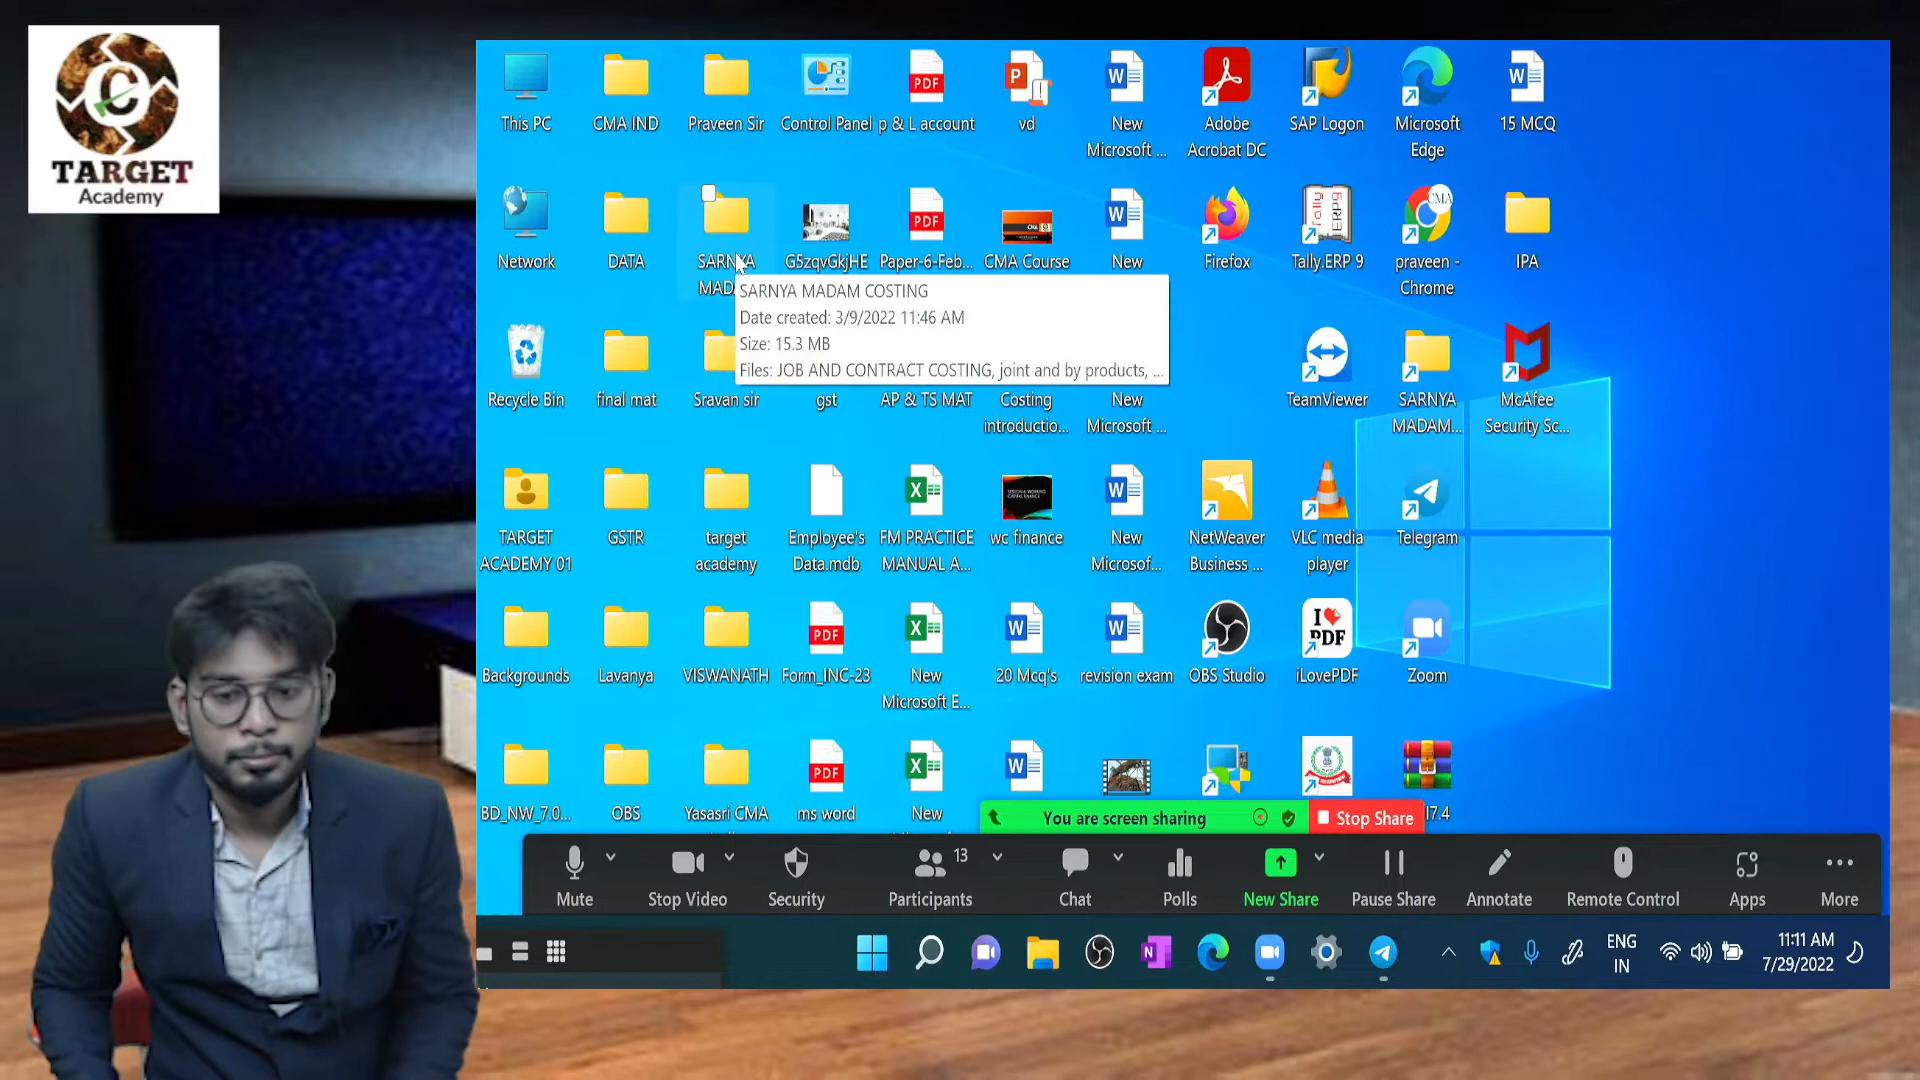 C
TARGET
Academy
This PC
CMA IND
Praveen Sir
Control Panel
p & L account
vd
New
Microsoft ...
Adobe
Acrobat DC
SAP Logon
Microsoft
Edge
15 MCQ
Network
DATA
SARNYA
MAD
G5zqvGkjHE
Paper-6-Feb...
CMA Course
New
Firefox
Tally.ERP 9
praveen -
Chrome
IPA
SARNYA MADAM COSTING
Date created: 3/9/2022 11:46 AM
Size: 15.3 MB
Files: JOB AND CONTRACT COSTING, joint and by products, ...
Recycle Bin
final mat
Sravan sir
gst
AP & TS MAT
Costing
introductio...
New
Microsoft ...
TeamViewer
SARNYA
MADAM...
McAfee
Security Sc...
TARGET
ACADEMY 01
GSTR
target
academy
Employee's
Data.mdb
FM PRACTICE
MANUAL A...
wc finance
New
Microsof...
NetWeaver
Business ...
VLC media
player
Telegram
Backgrounds
Lavanya
VISWANATH
Form_INC-23
New
Microsoft E...
20 Mcq's
revision exam
OBS Studio
I PDF
iLovePDF
Zoom
BD_NW_7.0...
OBS
Yasasri CMA
ms word
New
I7.4
You are screen sharing
Stop Share
Mute
Stop Video
Security
13
Participants
Chat
Polls
New Share
Pause Share
Annotate
Remote Control
Apps
More
ENG
IN
11:11 AM
7/29/2022